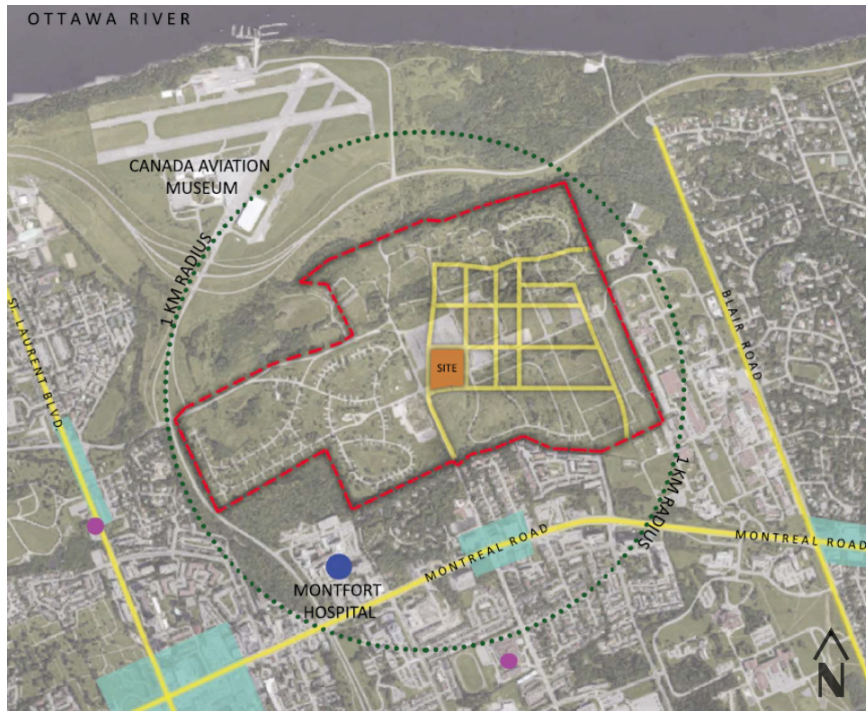 OTTAWA RIVER
CANADA AVIATION
MUSEUM
1 KM RADIUS
ST. LAURENT BLVD.
BLAIR ROAD
SITE
1 KM RADIUS
MONTREAL ROAD
MONTREAL ROAD
MONTFORT
HOSPITAL
N